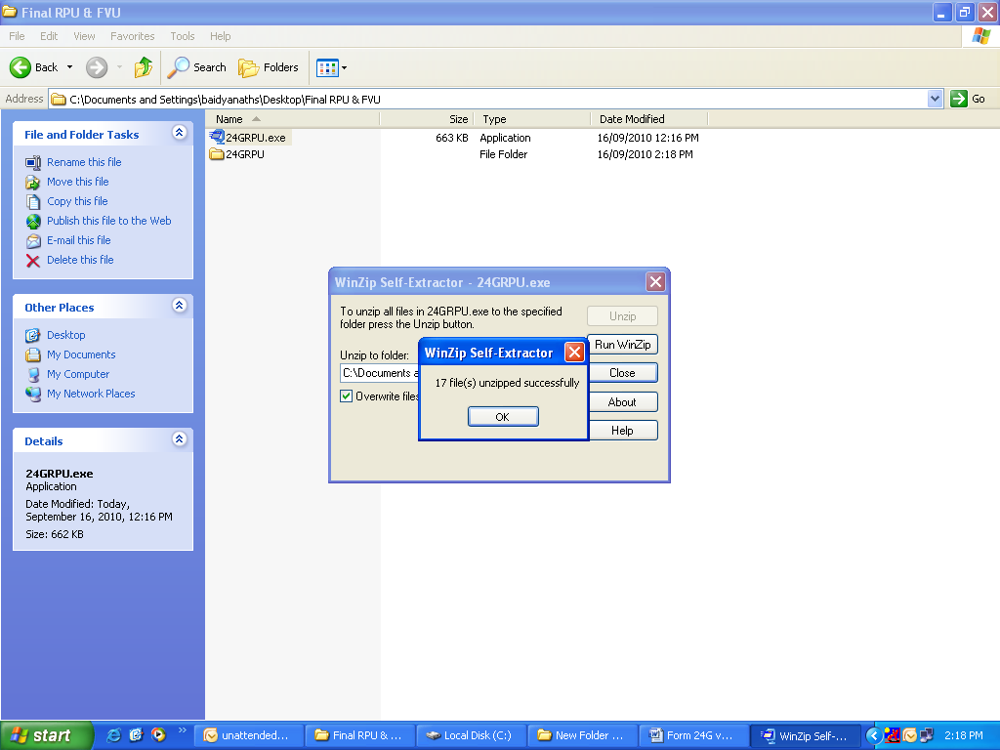 Final RPU & FVU
File Edit View Favorites Tools Help
Back Search Folders
Address C:\Documents and Settings\baidyanaths\Desktop\Final RPU & FVU Go
File and Folder Tasks
Rename this file
Move this file
Copy this file
Publish this file to the Web
E-mail this file
Delete this file
Other Places
Desktop
My Documents
My Computer
My Network Places
Details
24GRPU.exe
Application
Date Modified: Today,
September 16, 2010, 12:16 PM
Size: 662 KB
Name Size Type Date Modified
24GRPU.exe 663 KB Application 16/09/2010 12:16 PM
24GRPU File Folder 16/09/2010 2:18 PM
WinZip Self-Extractor - 24GRPU.exe
To unzip all files in 24GRPU.exe to the specified
folder press the Unzip button.
Unzip to folder:
C:\Documents a
Overwrite files
Unzip
Run WinZip
Close
About
Help
WinZip Self-Extractor
17 file(s) unzipped successfully
OK
start unattended... Final RPU & ... Local Disk (C:) New Folder ... Form 24G v... WinZip Self-... 2:18 PM